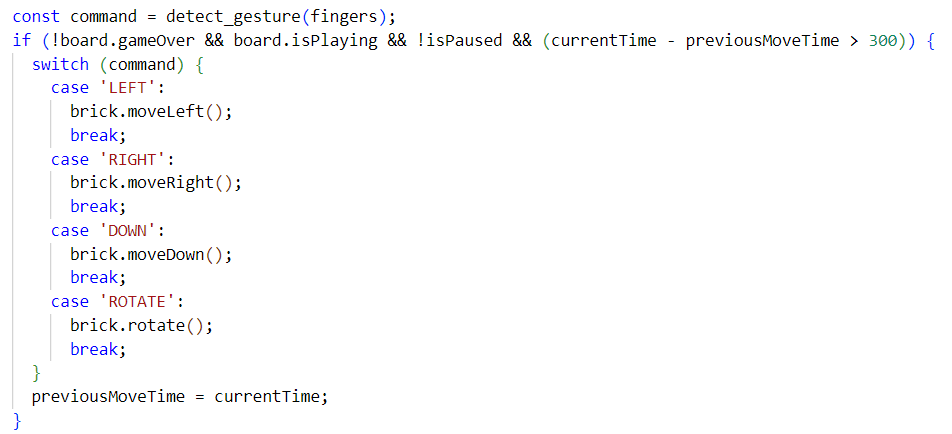 const command = detect_gesture(fingers);
if (!board.gameOver && board.isPlaying && !isPaused && (currentTime - previousMoveTime > 300)) {
  switch (command) {
    case 'LEFT':
      brick.moveLeft();
      break;
    case 'RIGHT':
      brick.moveRight();
      break;
    case 'DOWN':
      brick.moveDown();
      break;
    case 'ROTATE':
      brick.rotate();
      break;
  }
  previousMoveTime = currentTime;
}